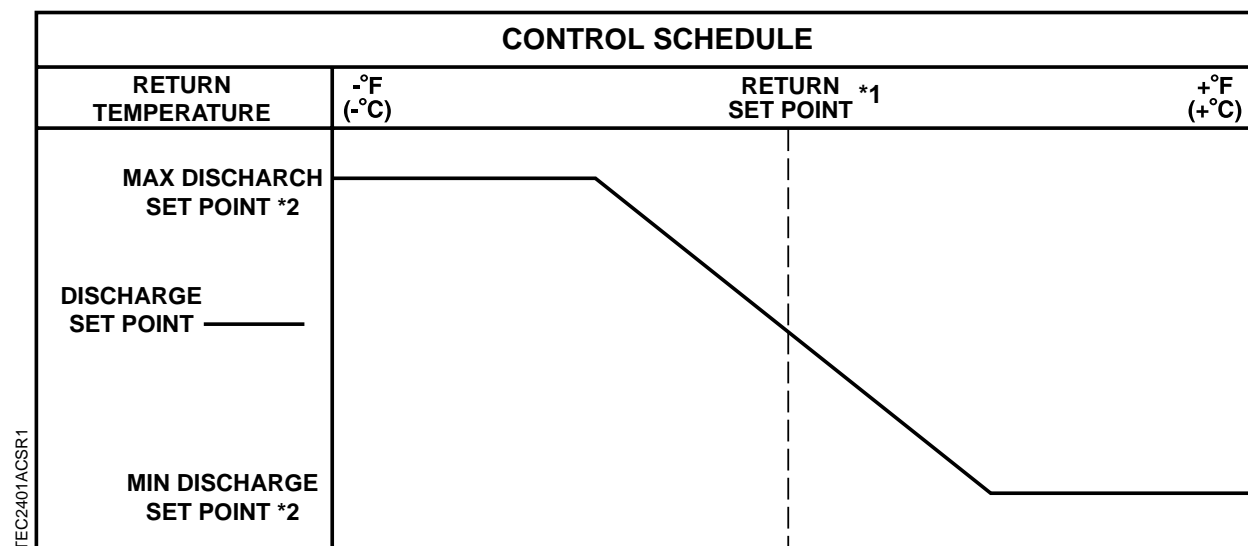 CONTROL SCHEDULE
RETURN
TEMPERATURE
-°F
(-°C)
RETURN
SET POINT *1
+°F
(+°C)
MAX DISCHARCH
SET POINT *2
DISCHARGE
SET POINT
MIN DISCHARGE
SET POINT *2
TEC2401ACSR1